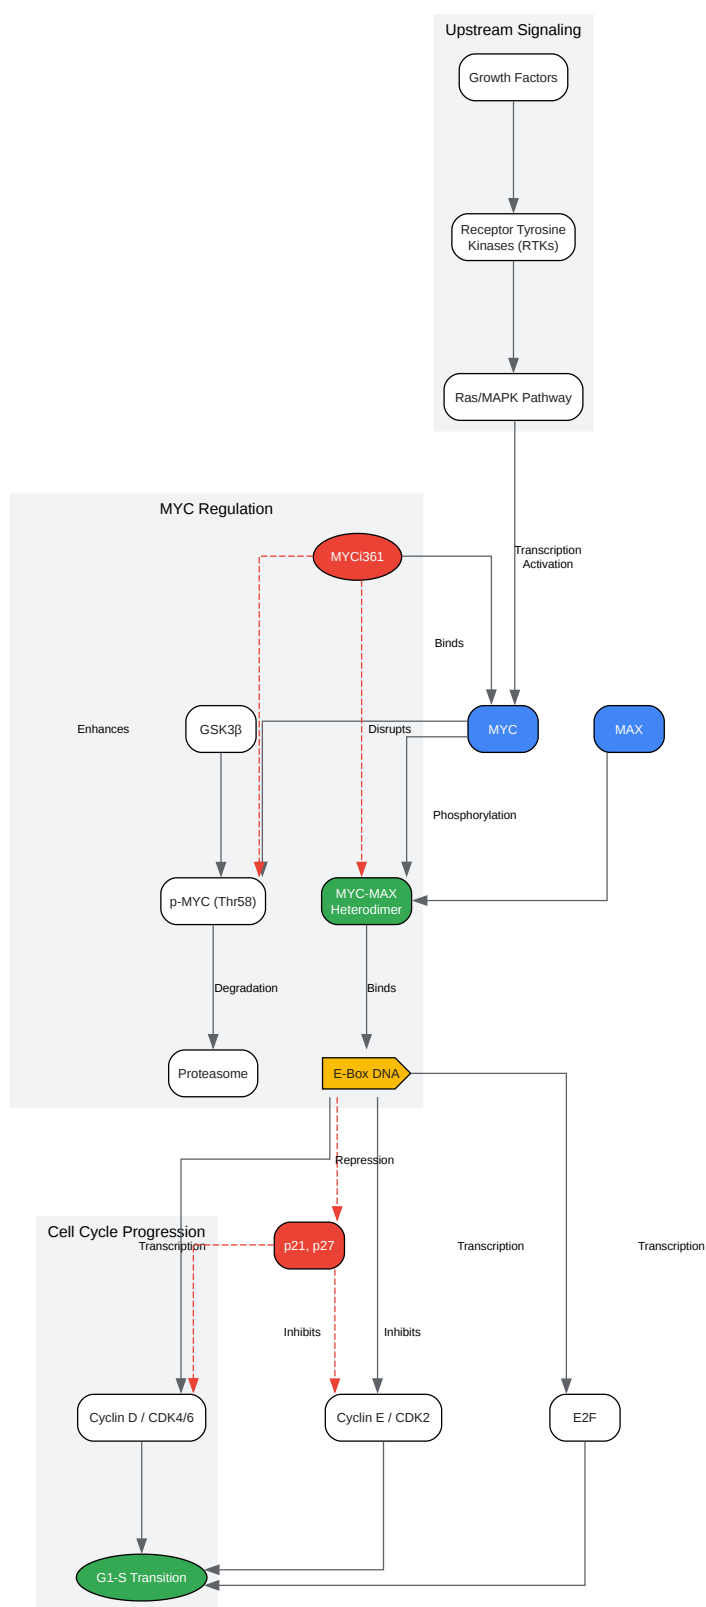 Upstream Signaling
Growth Factors
Receptor Tyrosine
Kinases (RTKs)
Ras/MAPK Pathway
MYC Regulation
MYCi361
Transcription
Activation
Binds
GSK3β
Enhances
Disrupts
MYC
MAX
Phosphorylation
p-MYC (Thr58)
MYC-MAX
Heterodimer
Degradation
Binds
Proteasome
E-Box DNA
Repression
Cell Cycle Progression
Transcription
p21, p27
Transcription
Transcription
Inhibits
Inhibits
Cyclin D / CDK4/6
Cyclin E / CDK2
E2F
G1-S Transition